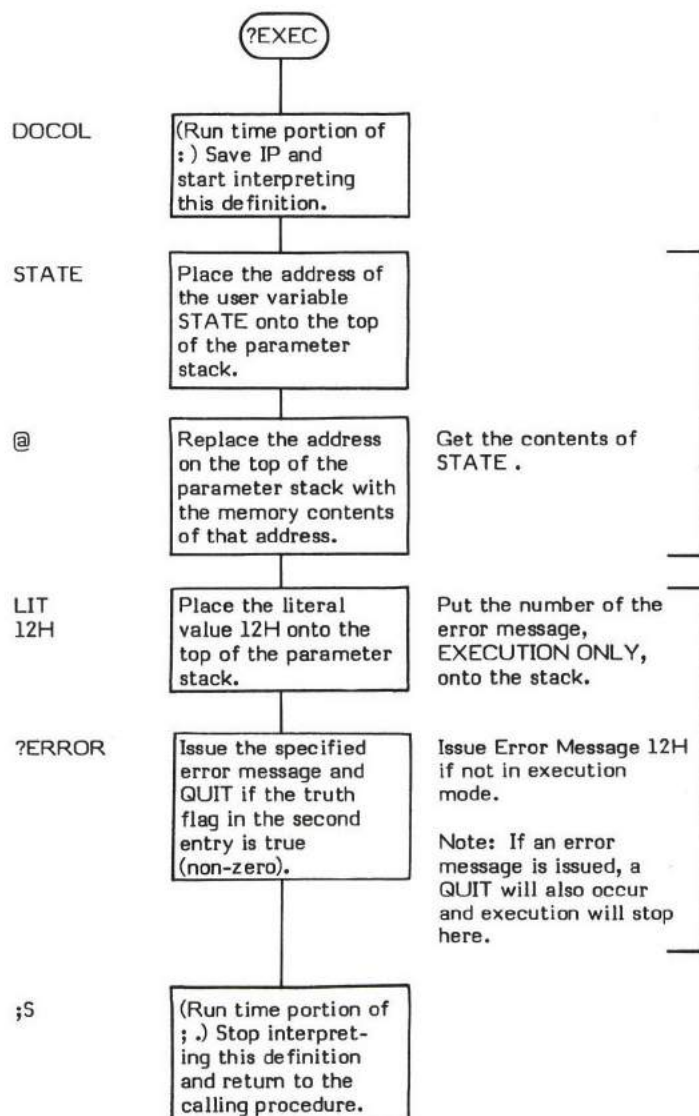 ?EXEC
DOCOL
(Run time portion of
: ) Save IP and
start interpreting
this definition.
STATE
Place the address of
the user variable
STATE onto the top
of the parameter
stack.
@
Replace the address
on the top of the
parameter stack with
the memory contents
of that address.
Get the contents of
STATE .
LIT
12H
Place the literal
value 12H onto the
top of the parameter
stack.
Put the number of the
error message,
EXECUTION ONLY,
onto the stack.
?ERROR
Issue the specified
error message and
QUIT if the truth
flag in the second
entry is true
(non-zero).
Issue Error Message 12H
if not in execution
mode.
Note: If an error
message is issued, a
QUIT will also occur
and execution will stop
here.
;S
(Run time portion of
; .) Stop interpret-
ing this definition
and return to the
calling procedure.